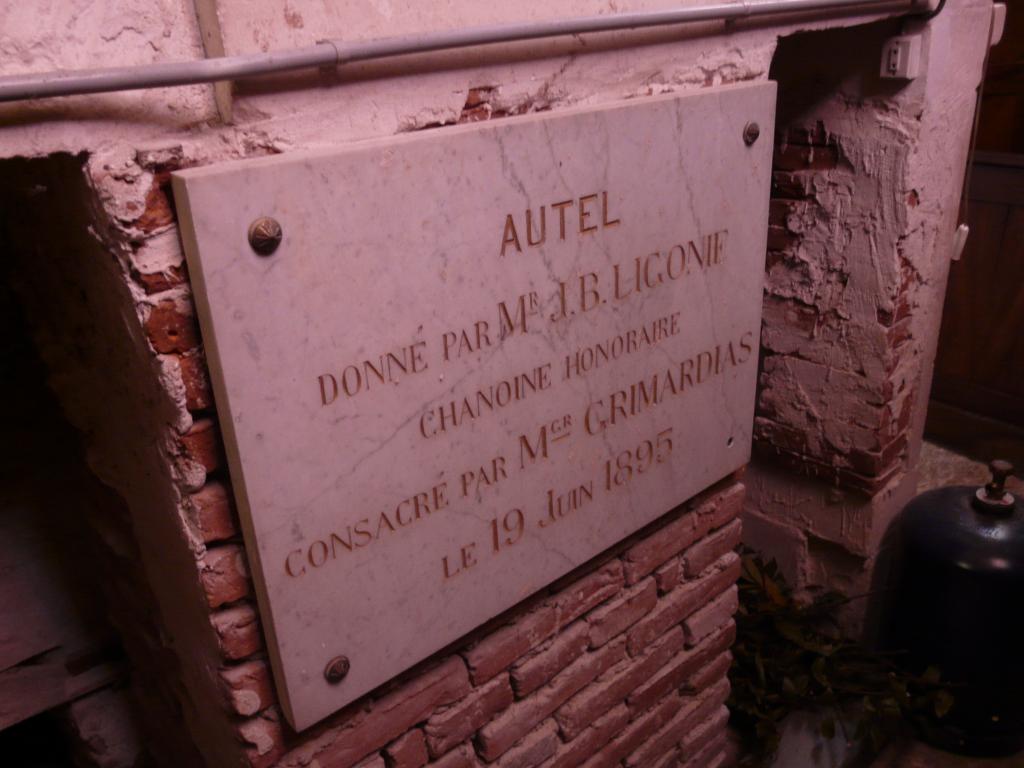 AUTEL
DONNÉ PAR MR J.B. LIGONIE
CHANOINE HONORAIRE
CONSACRÉ PAR MGR GRIMARDIAS
LE 19 JUIN 1895